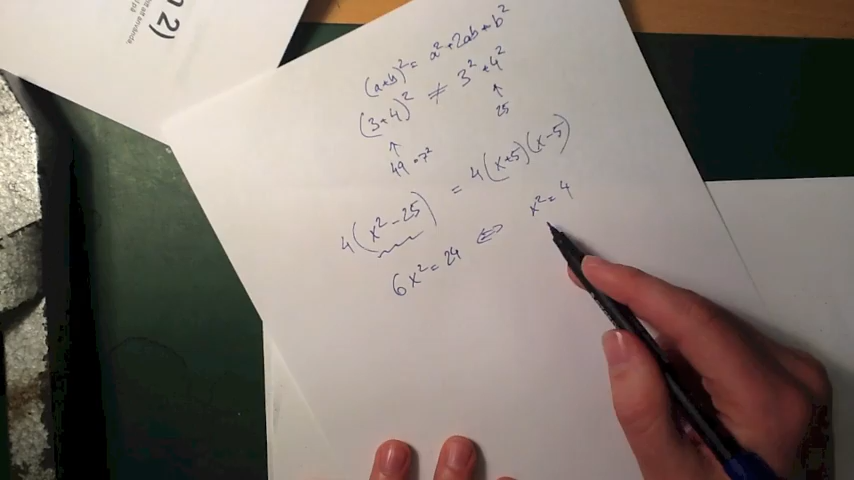 (a+b)² = a²+2ab+b²
(3+4)² ≠ 3²+4²
↑ ↑
49=7² 25
4(x²-25) = 4(x+5)(x-5)
6x²=24 ⇔ x²=4
2)